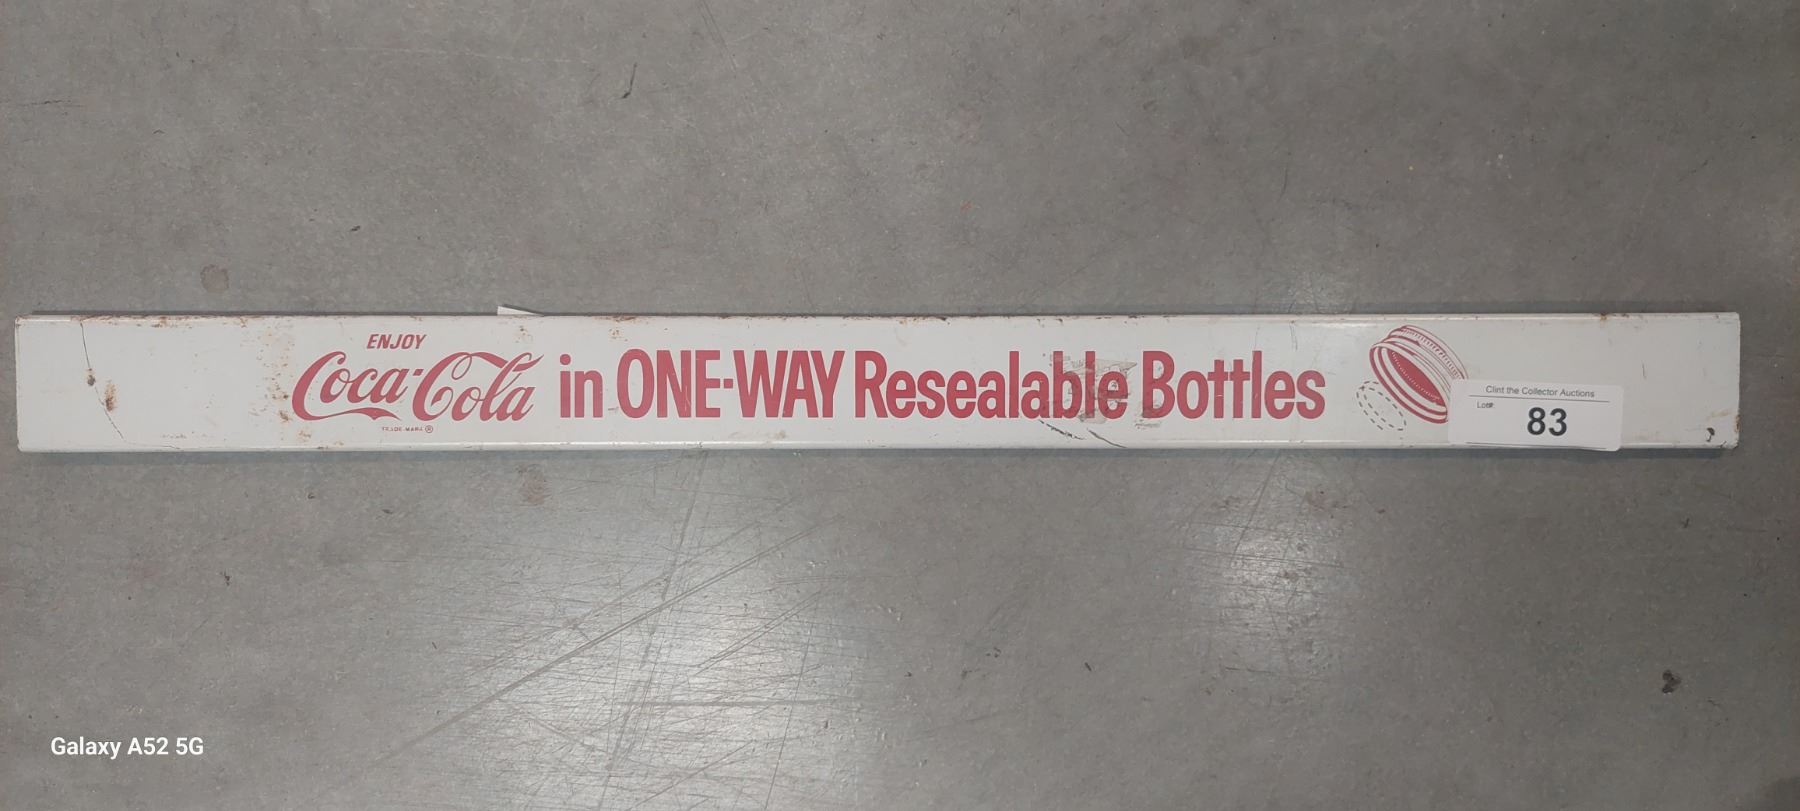 ENJOY
Coca-Cola in ONE-WAY Resealable Bottles
TRADE-MARK ®
Clint the Collector Auctions
Lot#:
83
Galaxy A52 5G